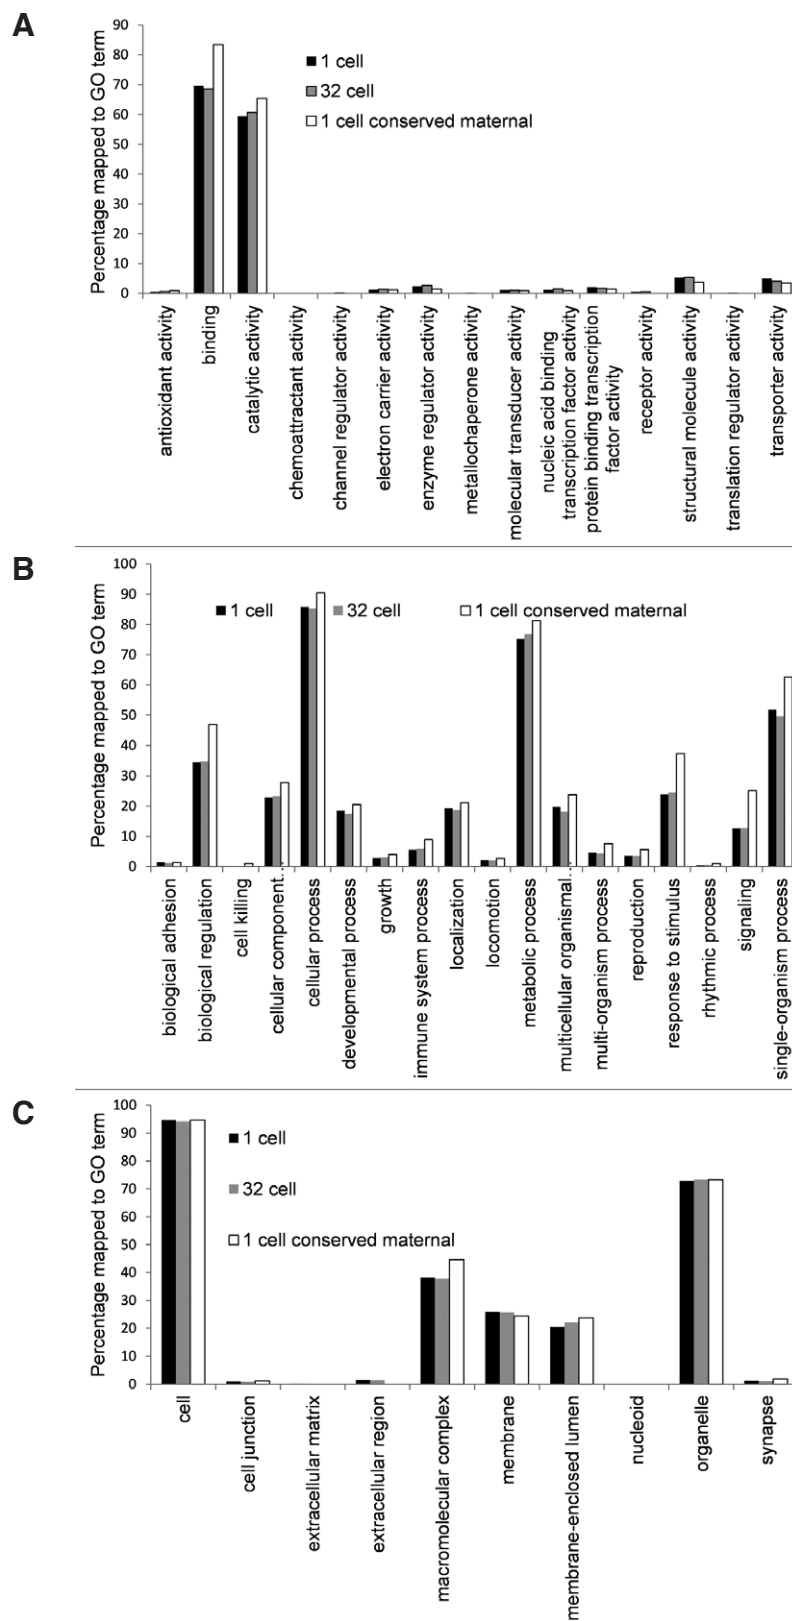 A
Percentage mapped to GO term
90
80
70
60
50
40
30
20
10
0
1 cell
32 cell
1 cell conserved maternal
antioxidant activity
binding
catalytic activity
chemoattractant activity
channel regulator activity
electron carrier activity
enzyme regulator activity
metallochaperone activity
molecular transducer activity
nucleic acid binding
transcription factor activity
protein binding transcription
factor activity
receptor activity
structural molecule activity
translation regulator activity
transporter activity
B
Percentage mapped to GO term
100
90
80
70
60
50
40
30
20
10
0
1 cell
32 cell
1 cell conserved maternal
biological adhesion
biological regulation
cell killing
cellular component...
cellular process
developmental process
growth
immune system process
localization
locomotion
metabolic process
multicellular organismal...
multi-organism process
reproduction
response to stimulus
rhythmic process
signaling
single-organism process
C
Percentage mapped to GO term
100
90
80
70
60
50
40
30
20
10
0
1 cell
32 cell
1 cell conserved maternal
cell
cell junction
extracellular matrix
extracellular region
macromolecular complex
membrane
membrane-enclosed lumen
nucleoid
organelle
synapse